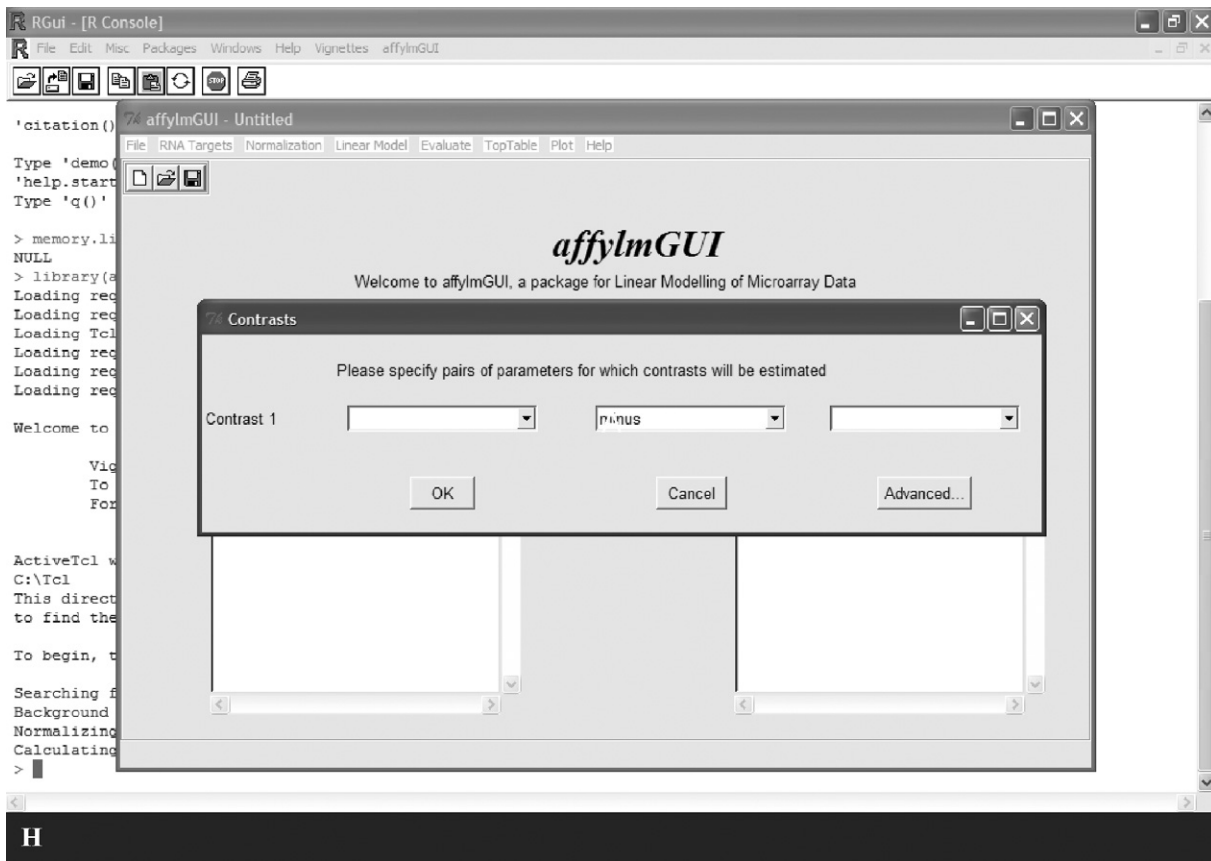 RGui - [R Console]
File Edit Misc Packages Windows Help Vignettes affylmGUI
STOP
'citation()
affylmGUI - Untitled
File RNA Targets Normalization Linear Model Evaluate TopTable Plot Help
Type 'demo(
'help.start
Type 'q()'
> memory.li
NULL
> library(a
Loading req
Loading req
Loading Tcl
Loading req
Loading req
Loading req
Welcome to
Vig
To
For
ActiveTcl w
C:\Tcl
This direct
to find the
To begin, t
Searching f
Background
Normalizing
Calculating
>
affylmGUI
Welcome to affylmGUI, a package for Linear Modelling of Microarray Data
Contrasts
Please specify pairs of parameters for which contrasts will be estimated
Contrast 1 minus
OK Cancel Advanced...
H